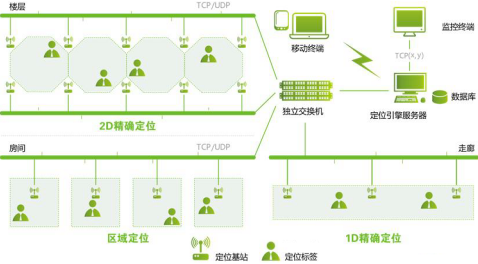 楼层
TCP/UDP
移动终端
监控终端
TCP(x,y)
数据库
独立交换机
定位引擎服务器
2D精确定位
房间
TCP/UDP
走廊
区域定位
1D精确定位
定位基站
定位标签